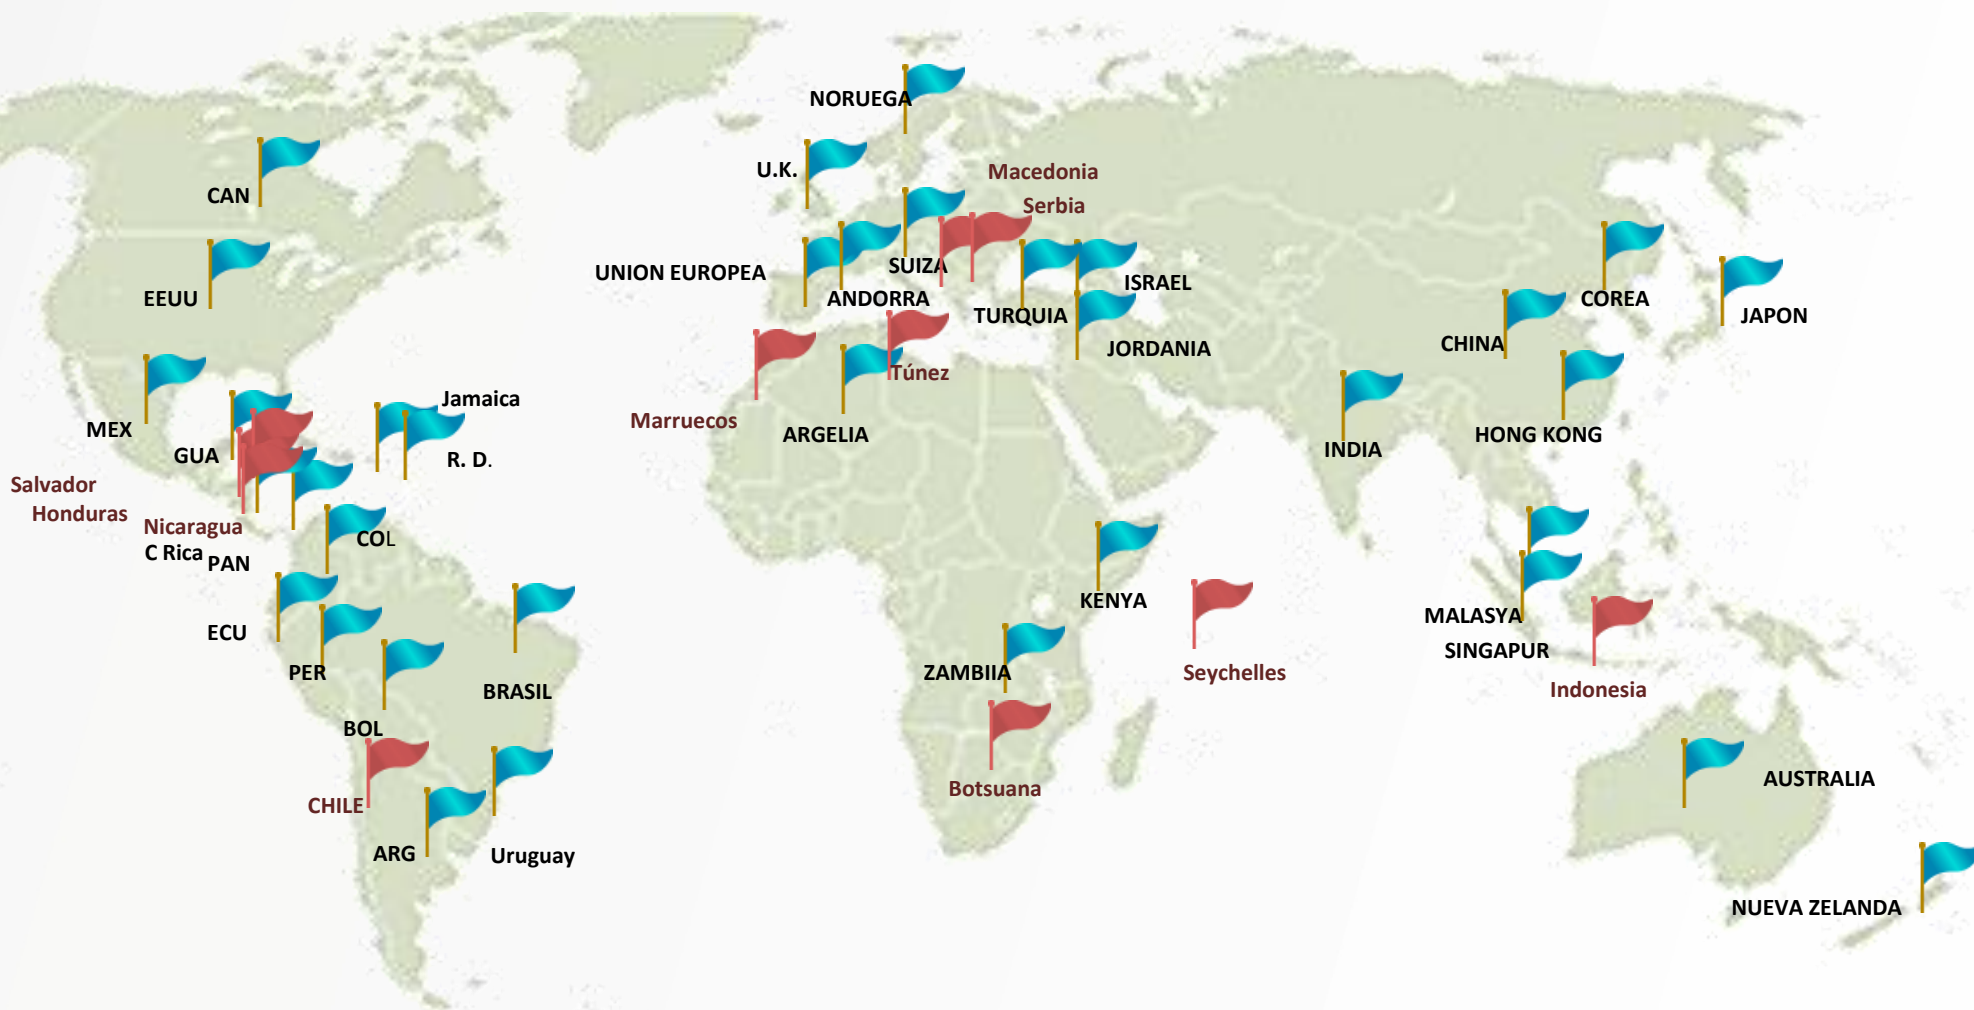 NORUEGA
U.K.
Macedonia
CAN
Serbia
UNION EUROPEA
SUIZA
ISRAEL
EEUU
ANDORRA
COREA
TURQUIA
JAPON
CHINA
JORDANIA
Túnez
Jamaica
MEX
Marruecos
ARGELIA
HONG KONG
GUA
R. D.
INDIA
Salvador
Honduras
Nicaragua
COL
C Rica
PAN
KENYA
MALASYA
ECU
SINGAPUR
PER
ZAMBIIA
Seychelles
BRASIL
Indonesia
BOL
AUSTRALIA
Botsuana
CHILE
ARG
Uruguay
NUEVA ZELANDA